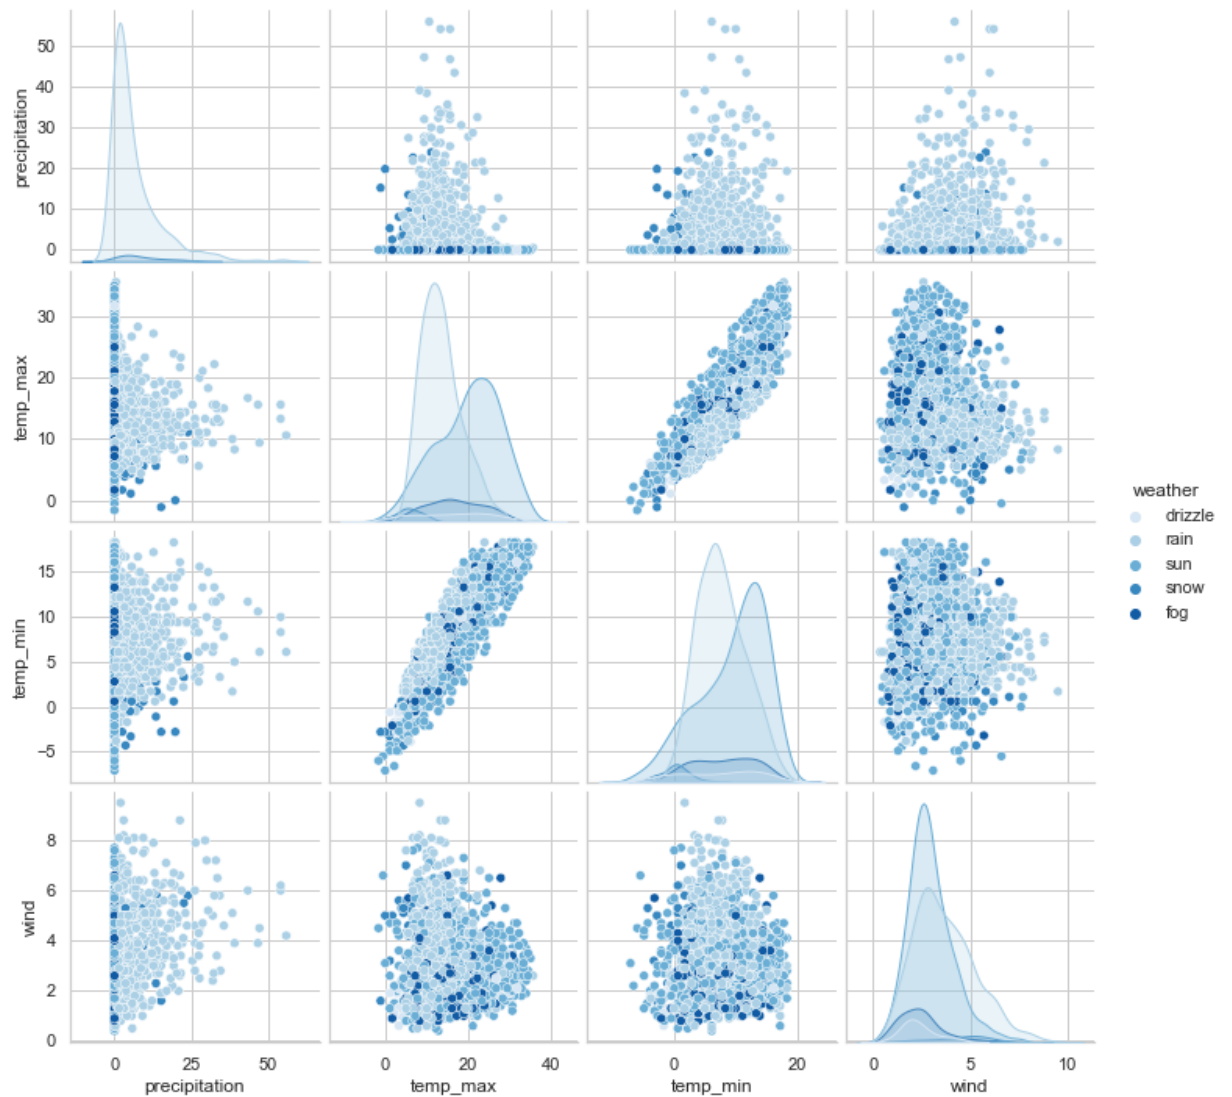 precipitation
50
40
30
20
10
0
temp_max
30
20
10
0
temp_min
15
10
5
0
−5
wind
8
6
4
2
0
0 25 50
precipitation
0 20 40
temp_max
0 20
temp_min
0 5 10
wind
weather
drizzle
rain
sun
snow
fog